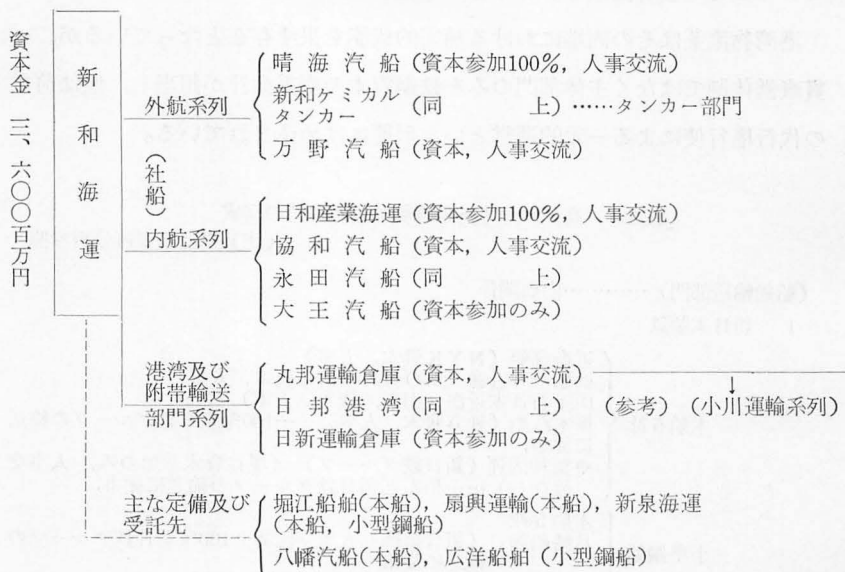 資本金 一三、六〇〇百万円
新和海運
(社船)
外航系列
晴海汽船 (資本参加100%, 人事交流)
新和ケミカル
タンカー (同 上) ……タンカー部門
万野汽船 (資本, 人事交流)
内航系列
日和産業海運 (資本参加100%, 人事交流)
協和汽船 (資本, 人事交流)
永田汽船 (同 上)
大王汽船 (資本参加のみ)
港湾及び
附帯輸送
部門系列
丸邦運輸倉庫 (資本, 人事交流)
日邦港湾 (同 上) (参考) (小川運輸系列)
日新運輸倉庫 (資本参加のみ)
主な定備及び
受託先
堀江船舶(本船), 扇興運輸(本船), 新泉海運
(本船, 小型鋼船)
八幡汽船(本船), 広洋船舶 (小型鋼船)